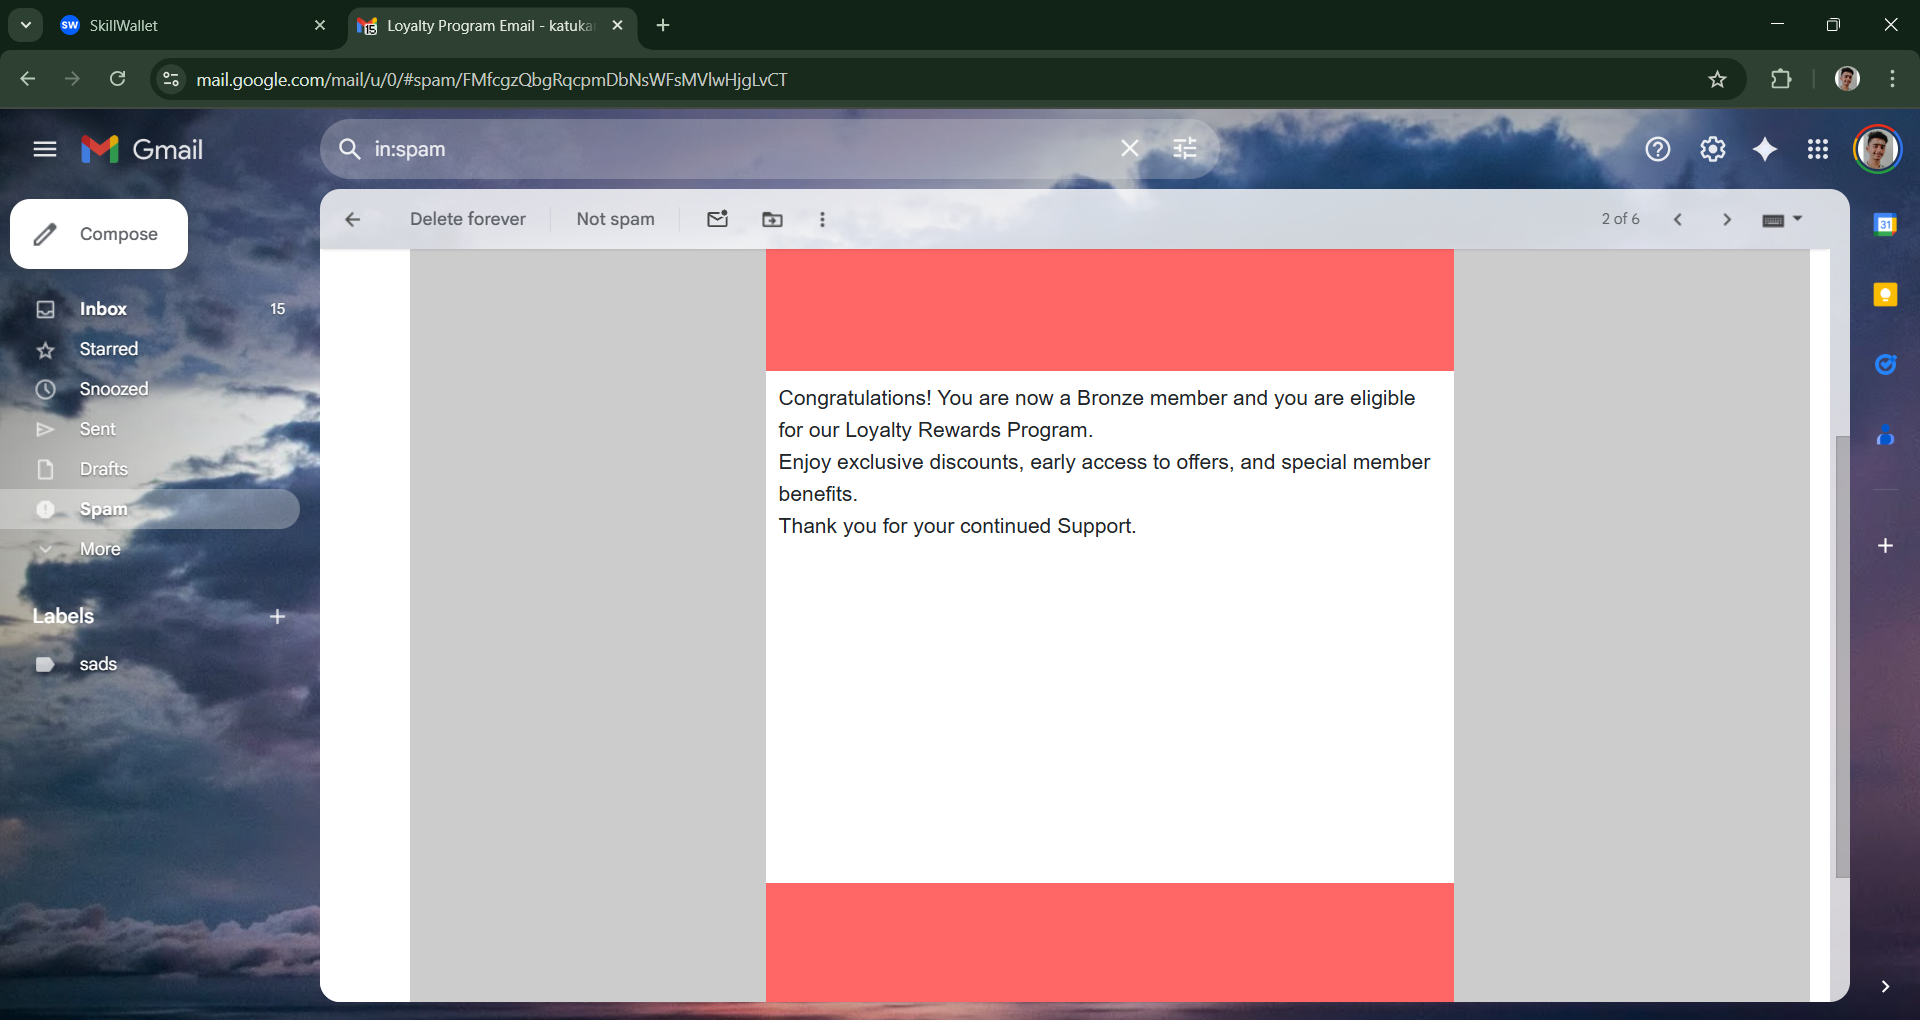 SW SkillWallet
15 Loyalty Program Email - katuka
mail.google.com/mail/u/0/#spam/FMfcgzQbgRqcpmDbNsWFsMVlwHjgLvCT
Gmail
in:spam
Compose
Delete forever
Not spam
2 of 6
31
Inbox 15
Starred
Snoozed
Sent
Drafts
Spam
More
Labels
sads
Congratulations! You are now a Bronze member and you are eligible
for our Loyalty Rewards Program.
Enjoy exclusive discounts, early access to offers, and special member
benefits.
Thank you for your continued Support.